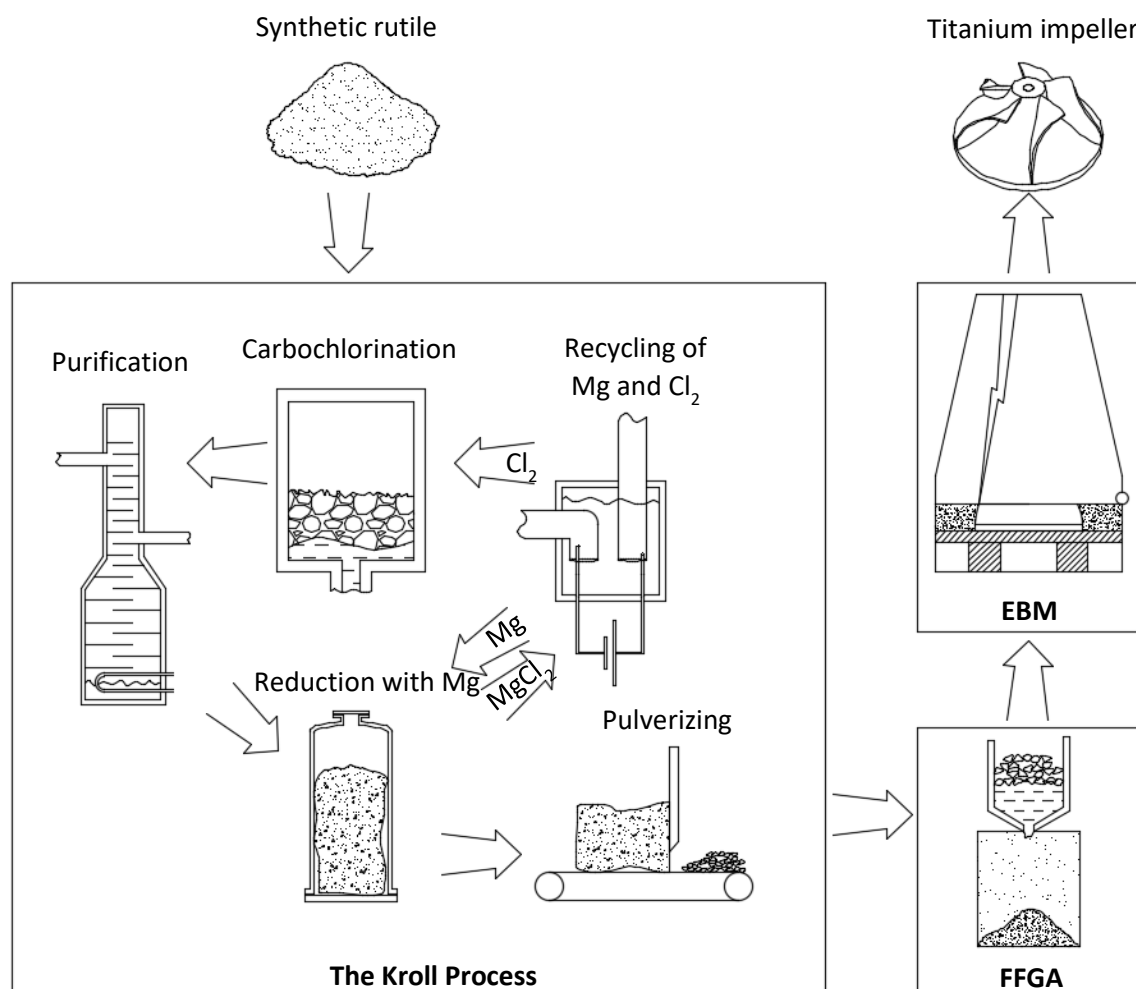 Synthetic rutile
Titanium impeller
Purification
Carbochlorination
Recycling of
Mg and Cl₂
Cl₂
Mg
MgCl₂
Reduction with Mg
Pulverizing
EBM
The Kroll Process
FFGA